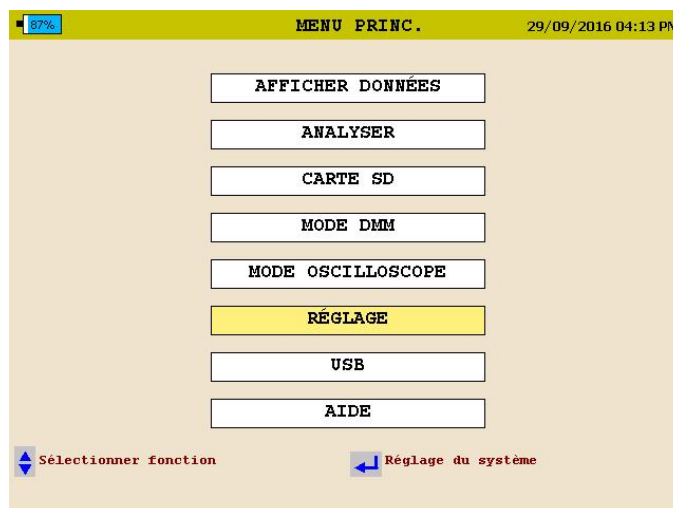 87% MENU PRINC. 29/09/2016 04:13 PM
AFFICHER DONNÉES
ANALYSER
CARTE SD
MODE DMM
MODE OSCILLOSCOPE
RÉGLAGE
USB
AIDE
Sélectionner fonction Réglage du système